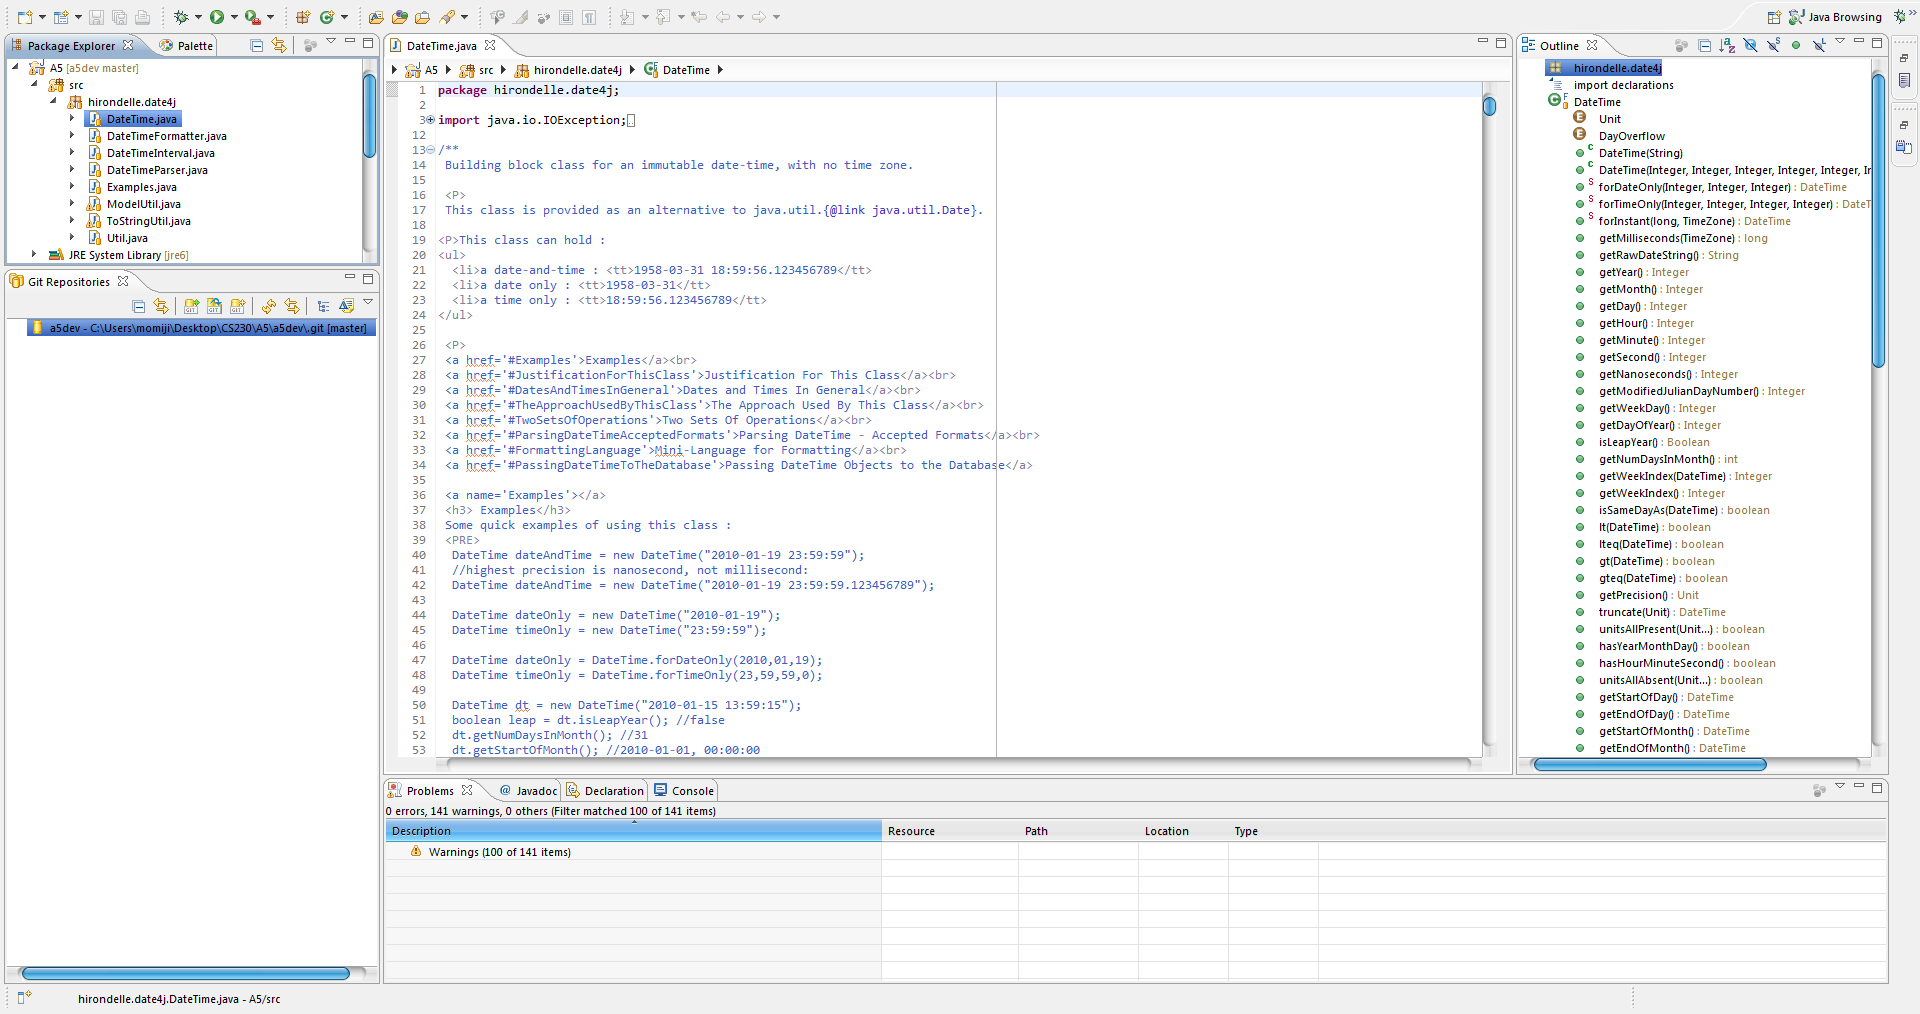 Java Browsing
Package Explorer
Palette
A5 [a5dev master]
src
hirondelle.date4j
DateTime.java
DateTimeFormatter.java
DateTimeInterval.java
DateTimeParser.java
Examples.java
ModelUtil.java
ToStringUtil.java
Util.java
JRE System Library [jre6]
Git Repositories
a5dev - C:\Users\momiji\Desktop\CS230\A5\a5dev\.git [master]
DateTime.java
A5 src hirondelle.date4j DateTime
1 package hirondelle.date4j;
2
3 import java.io.IOException;
12
13 /**
14 Building block class for an immutable date-time, with no time zone.
15
16 <P>
17 This class is provided as an alternative to java.util.{@link java.util.Date}.
18
19 <P>This class can hold :
20 <ul>
21 <li>a date-and-time : <tt>1958-03-31 18:59:56.123456789</tt>
22 <li>a date only : <tt>1958-03-31</tt>
23 <li>a time only : <tt>18:59:56.123456789</tt>
24 </ul>
25
26 <P>
27 <a href='#Examples'>Examples</a><br>
28 <a href='#JustificationForThisClass'>Justification For This Class</a><br>
29 <a href='#DatesAndTimesInGeneral'>Dates and Times In General</a><br>
30 <a href='#TheApproachUsedByThisClass'>The Approach Used By This Class</a><br>
31 <a href='#TwoSetsOfOperations'>Two Sets Of Operations</a><br>
32 <a href='#ParsingDateTimeAcceptedFormats'>Parsing DateTime - Accepted Formats</a><br>
33 <a href='#FormattingLanguage'>Mini-Language for Formatting</a><br>
34 <a href='#PassingDateTimeToTheDatabase'>Passing DateTime Objects to the Database</a>
35
36 <a name='Examples'></a>
37 <h3> Examples</h3>
38 Some quick examples of using this class :
39 <PRE>
40 DateTime dateAndTime = new DateTime("2010-01-19 23:59:59");
41 //highest precision is nanosecond, not millisecond:
42 DateTime dateAndTime = new DateTime("2010-01-19 23:59:59.123456789");
43
44 DateTime dateOnly = new DateTime("2010-01-19");
45 DateTime timeOnly = new DateTime("23:59:59");
46
47 DateTime dateOnly = DateTime.forDateOnly(2010,01,19);
48 DateTime timeOnly = DateTime.forTimeOnly(23,59,59,0);
49
50 DateTime dt = new DateTime("2010-01-15 13:59:15");
51 boolean leap = dt.isLeapYear(); //false
52 dt.getNumDaysInMonth(); //31
53 dt.getStartOfMonth(); //2010-01-01, 00:00:00
Outline
hirondelle.date4j
import declarations
DateTime
Unit
DayOverflow
DateTime(String)
DateTime(Integer, Integer, Integer, Integer, Integer, Ir
forDateOnly(Integer, Integer, Integer) : DateTime
forTimeOnly(Integer, Integer, Integer, Integer) : DateT
forInstant(long, TimeZone) : DateTime
getMilliseconds(TimeZone) : long
getRawDateString() : String
getYear() : Integer
getMonth() : Integer
getDay() : Integer
getHour() : Integer
getMinute() : Integer
getSecond() : Integer
getNanoseconds() : Integer
getModifiedJulianDayNumber() : Integer
getWeekDay() : Integer
getDayOfYear() : Integer
isLeapYear() : Boolean
getNumDaysInMonth() : int
getWeekIndex(DateTime) : Integer
getWeekIndex() : Integer
isSameDayAs(DateTime) : boolean
lt(DateTime) : boolean
lteq(DateTime) : boolean
gt(DateTime) : boolean
gteq(DateTime) : boolean
getPrecision() : Unit
truncate(Unit) : DateTime
unitsAllPresent(Unit...) : boolean
hasYearMonthDay() : boolean
hasHourMinuteSecond() : boolean
unitsAllAbsent(Unit...) : boolean
getStartOfDay() : DateTime
getEndOfDay() : DateTime
getStartOfMonth() : DateTime
getEndOfMonth() : DateTime
Problems @ Javadoc Declaration Console
0 errors, 141 warnings, 0 others (Filter matched 100 of 141 items)
Description Resource Path Location Type
Warnings (100 of 141 items)
hirondelle.date4j.DateTime.java - A5/src